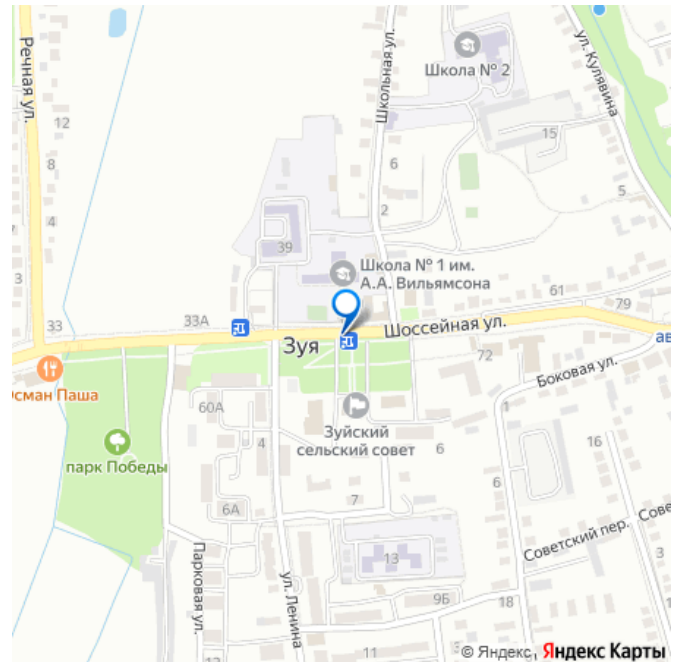 Речная ул.
Школьная ул.
ул. Кулявина
Школа № 2
12
15
8
6
5
4
2
3
39
Школа № 1 им.
А.А. Вильямсона
61
79
33
33А
Шоссейная ул.
Зуя
ав
72
Осман Паша
Боковая ул.
60А
1
Зуйский
сельский совет
парк Победы
4
6
16
6
6А
7
Советский пер.
Сове
3
Парковая ул.
ул. Ленина
13
9Б
18
11
© Яндекс
Яндекс Карты